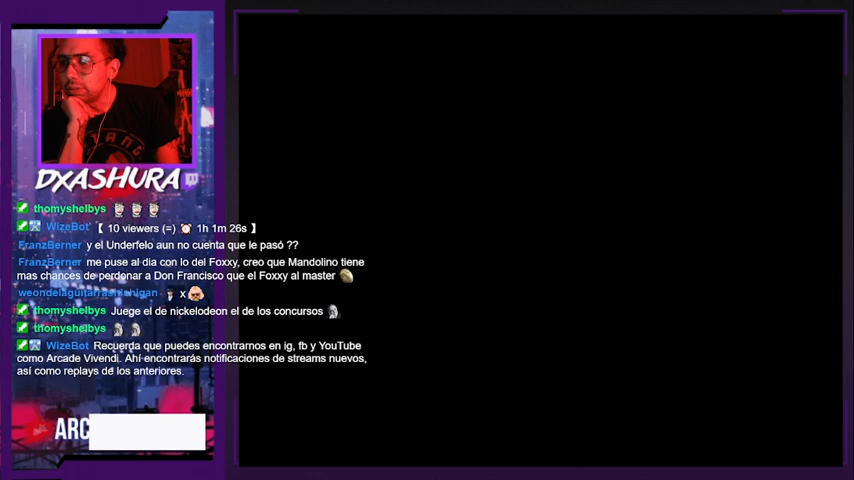 DXASHURA
thomyshelbys
WizeBot 【 10 viewers (=) ⏰ 1h 1m 26s 】
FranzBerner y el Underfelo aun no cuenta que le pasó ??
FranzBerner me puse al dia con lo del Foxxy, creo que Mandolino tiene
mas chances de perdonar a Don Francisco que el Foxxy al master
x
thomyshelbys Juege el de nickelodeon el de los concursos
thomyshelbys
WizeBot Recuerda que puedes encontrarnos en ig, fb y YouTube
como Arcade Vivendi. Ahí encontrarás notificaciones de streams nuevos,
así como replays de los anteriores.
ARC